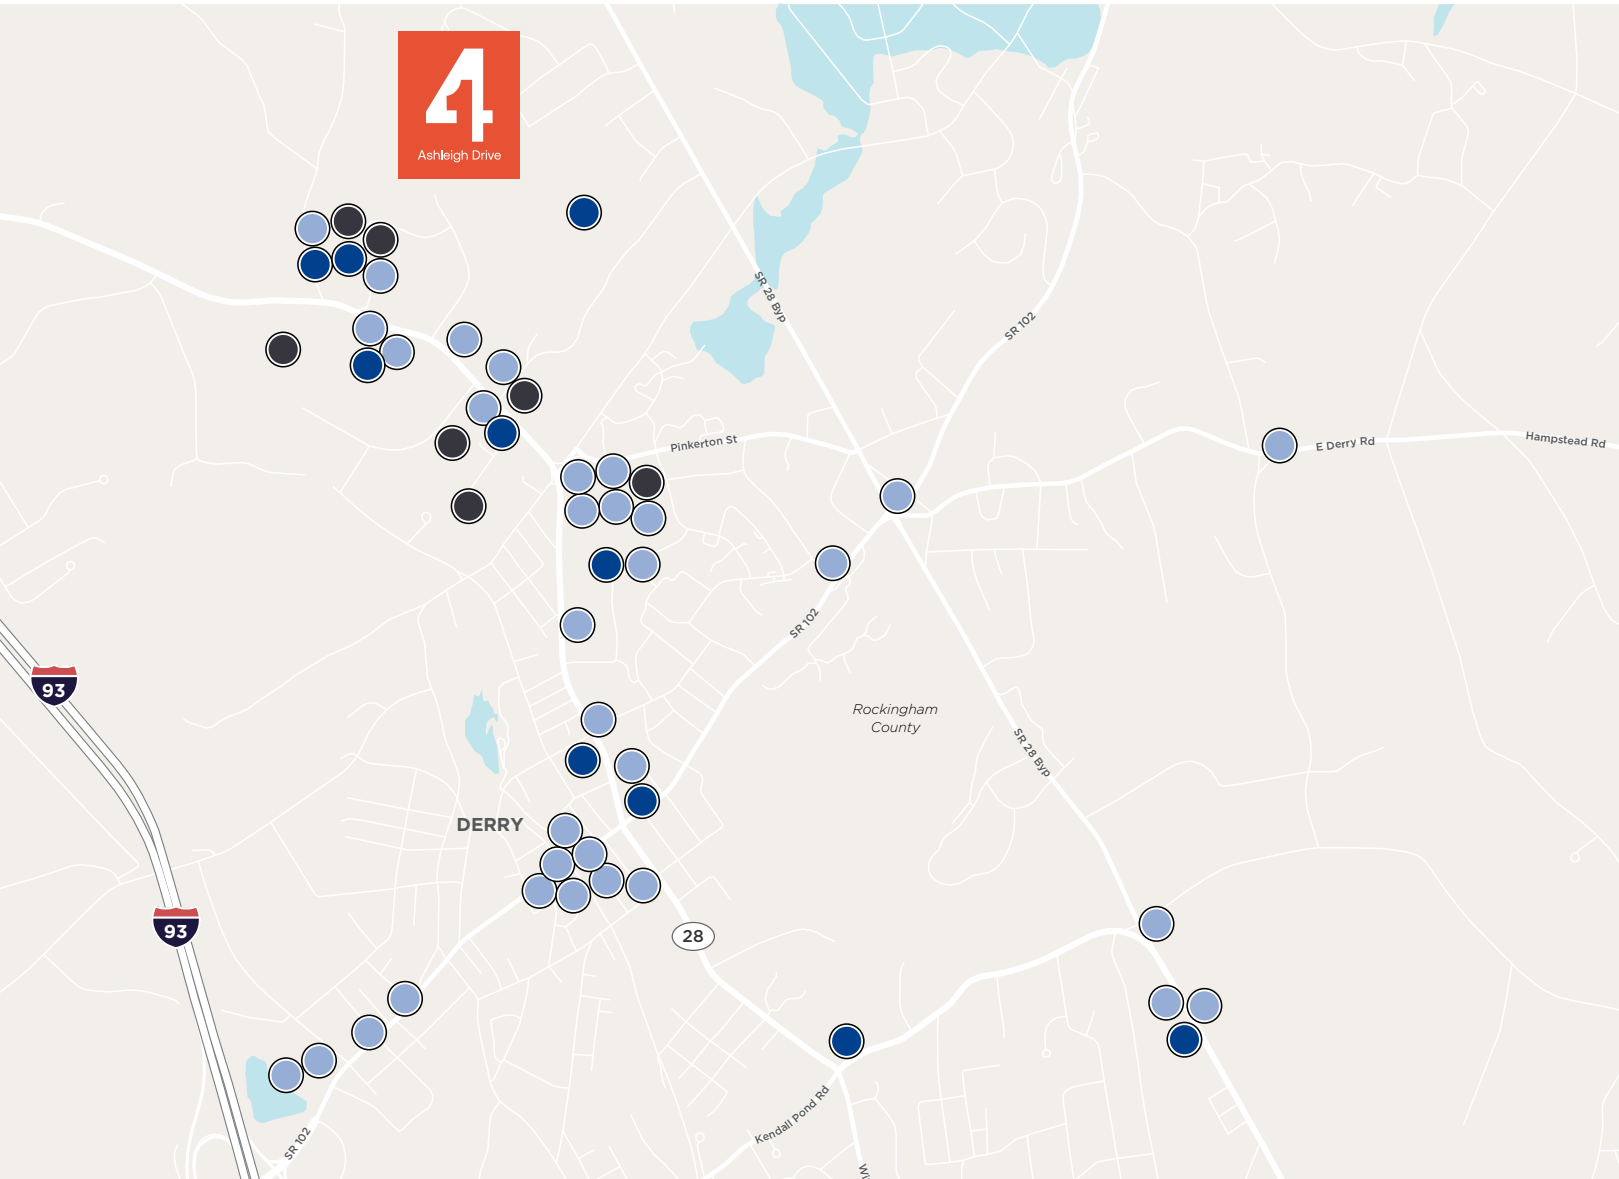 4
Ashleigh Drive
SR 28 Byp
SR 102
Pinkerton St
E Derry Rd
Hampstead Rd
SR 102
93
Rockingham
County
SR 28 Byp
DERRY
93
28
Kendall Pond Rd
SR 102